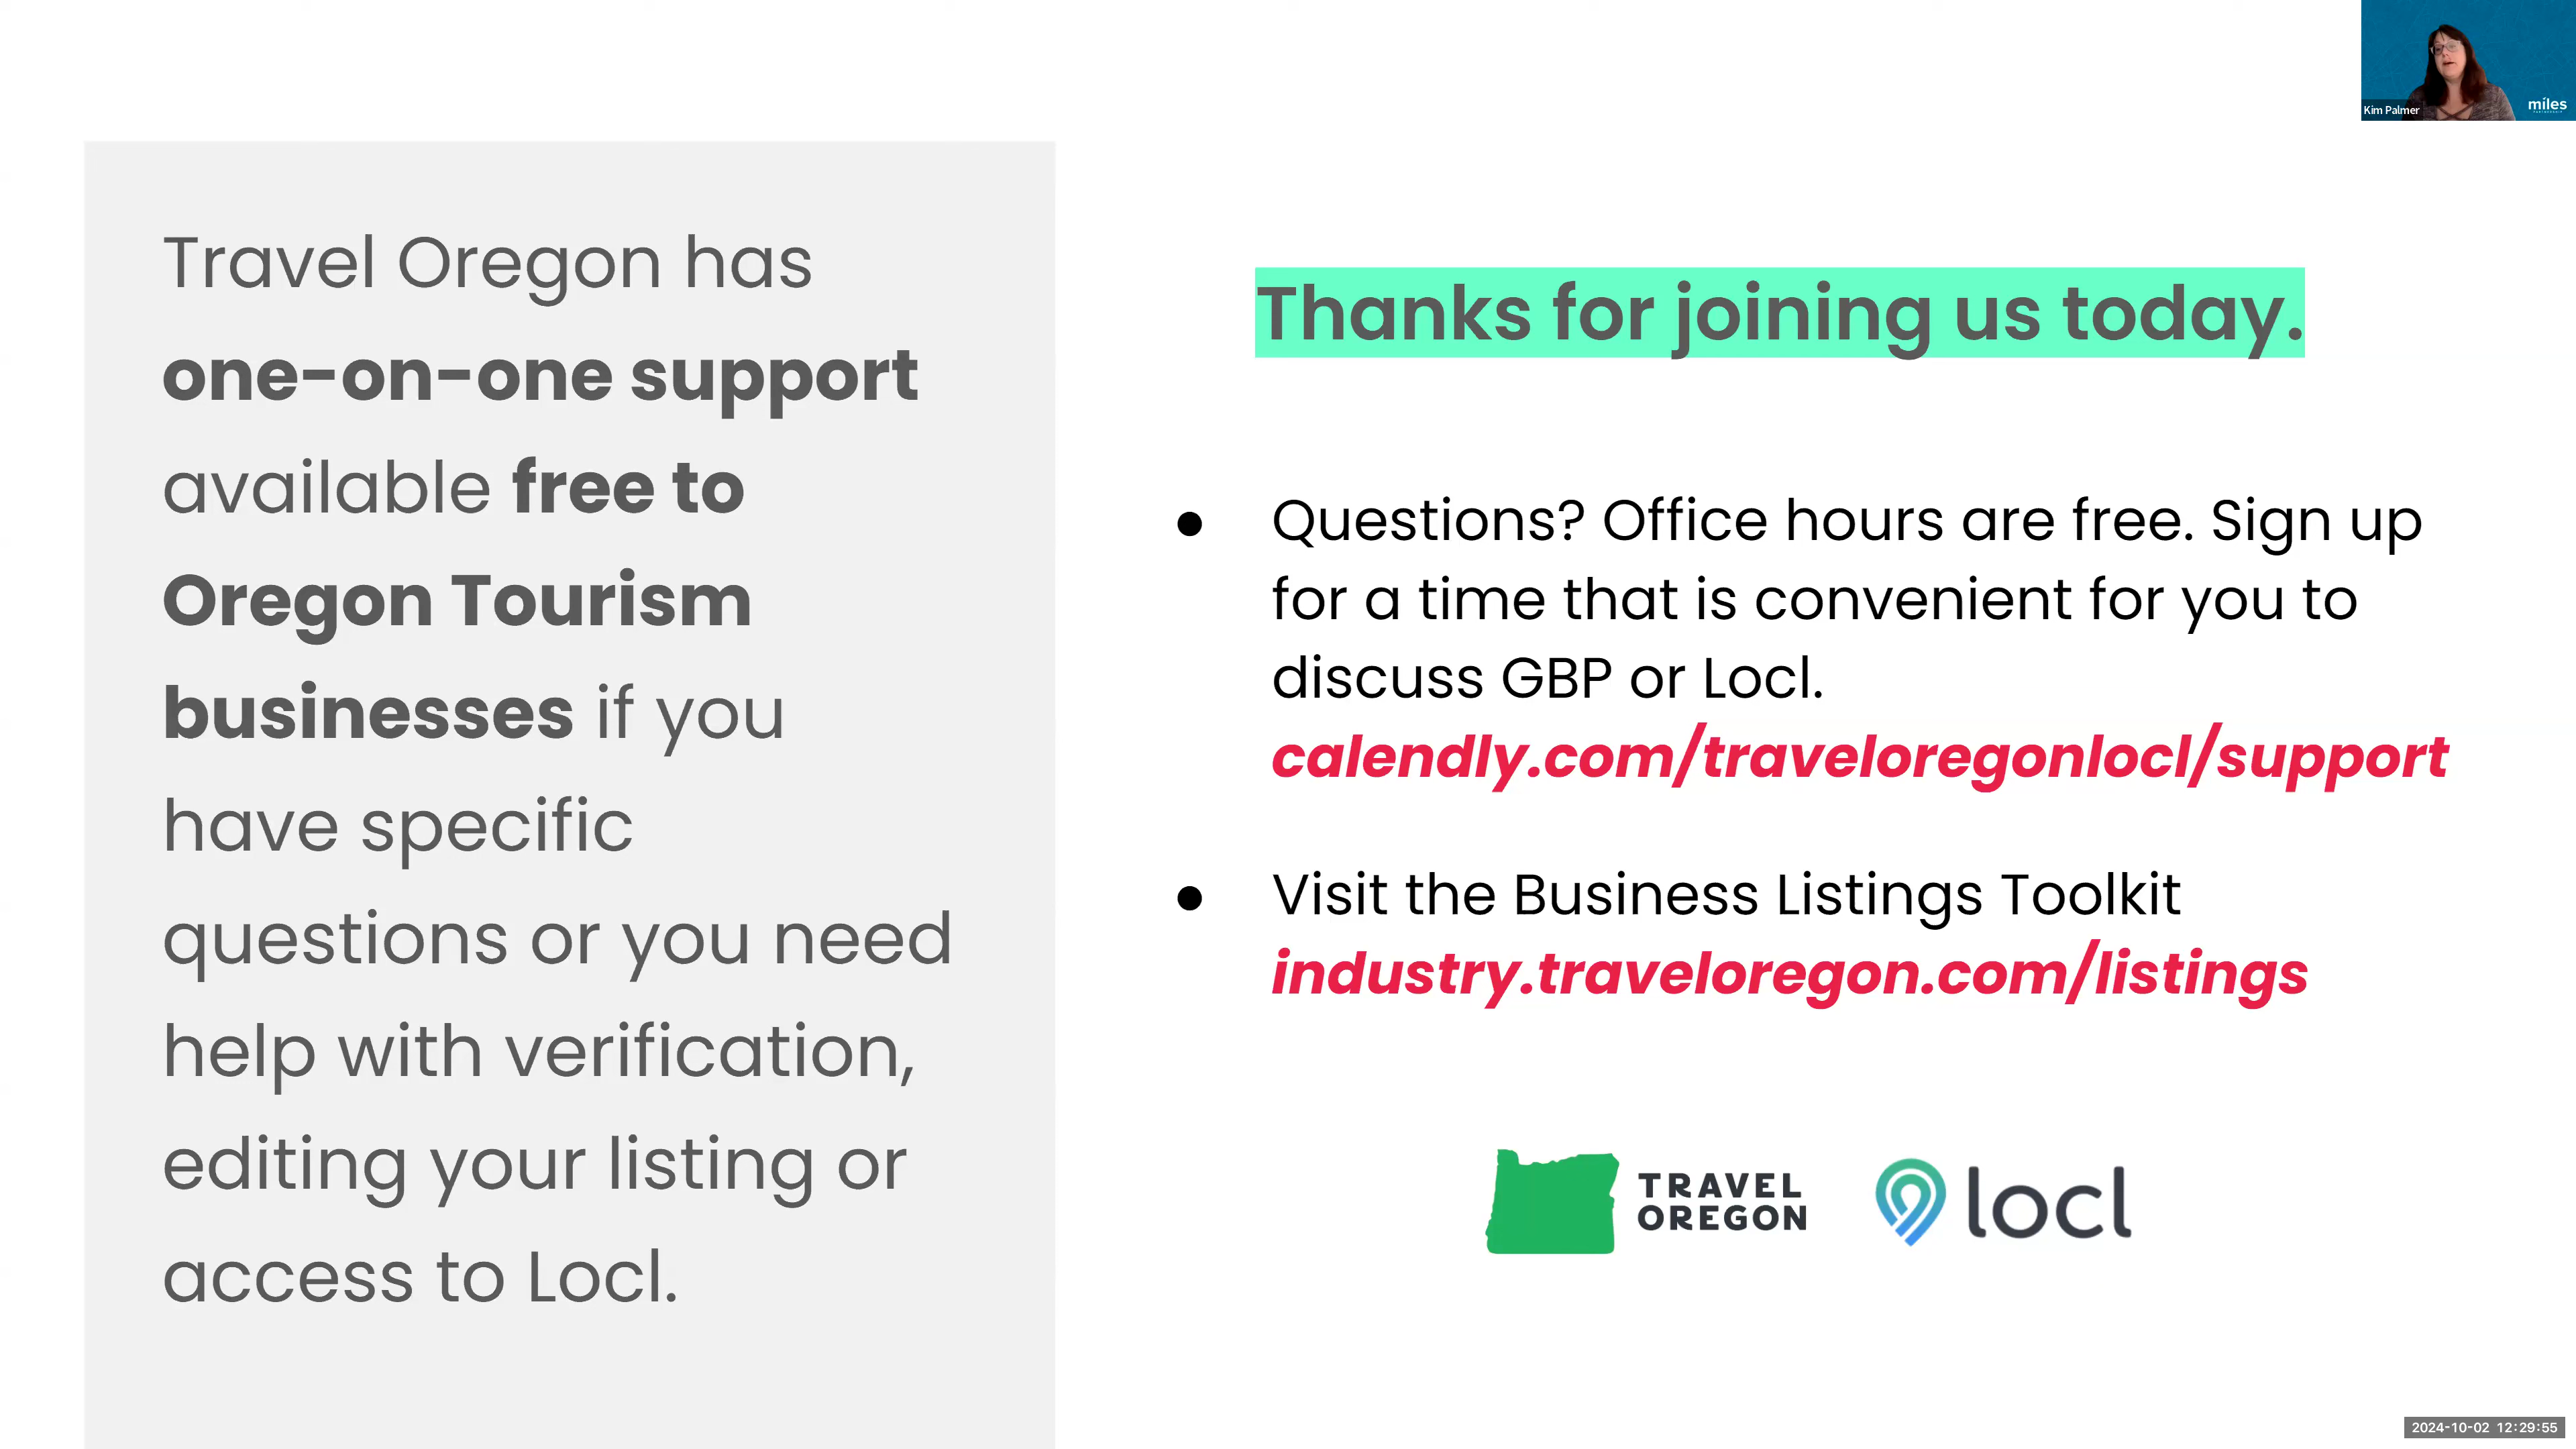 Kim Palmer
miles
Travel Oregon has
one-on-one support
available free to
Oregon Tourism
businesses if you
have specific
questions or you need
help with verification,
editing your listing or
access to Locl.
Thanks for joining us today.
● Questions? Office hours are free. Sign up
for a time that is convenient for you to
discuss GBP or Locl.
calendly.com/traveloregonlocl/support
● Visit the Business Listings Toolkit
industry.traveloregon.com/listings
TRAVEL
OREGON
locl
2024-10-02 12:29:55